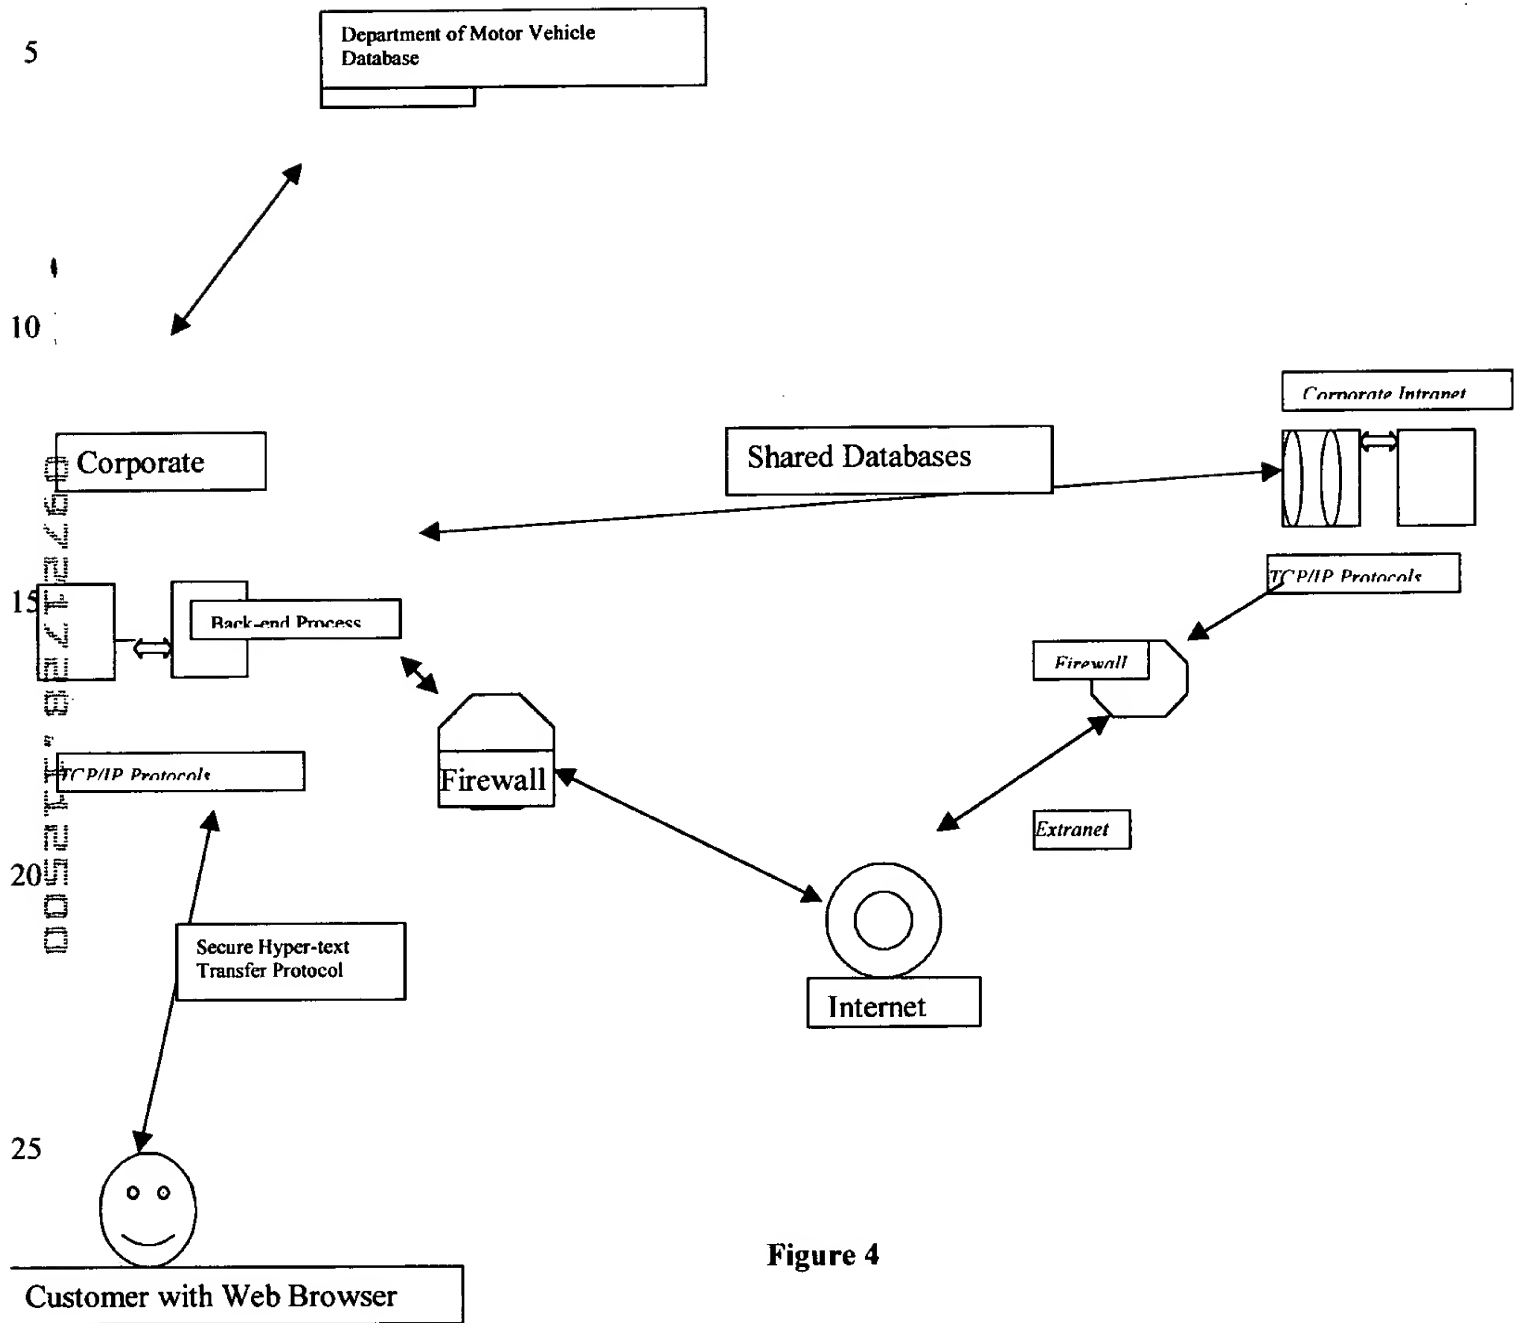 5
Department of Motor Vehicle
Database
10
Corporate Intranet
Corporate
Shared Databases
TCP/IP Protocols
15
Back-end Process
Firewall
TCP/IP Protocols
Firewall
Extranet
20
Secure Hyper-text
Transfer Protocol
Internet
25
Figure 4
Customer with Web Browser